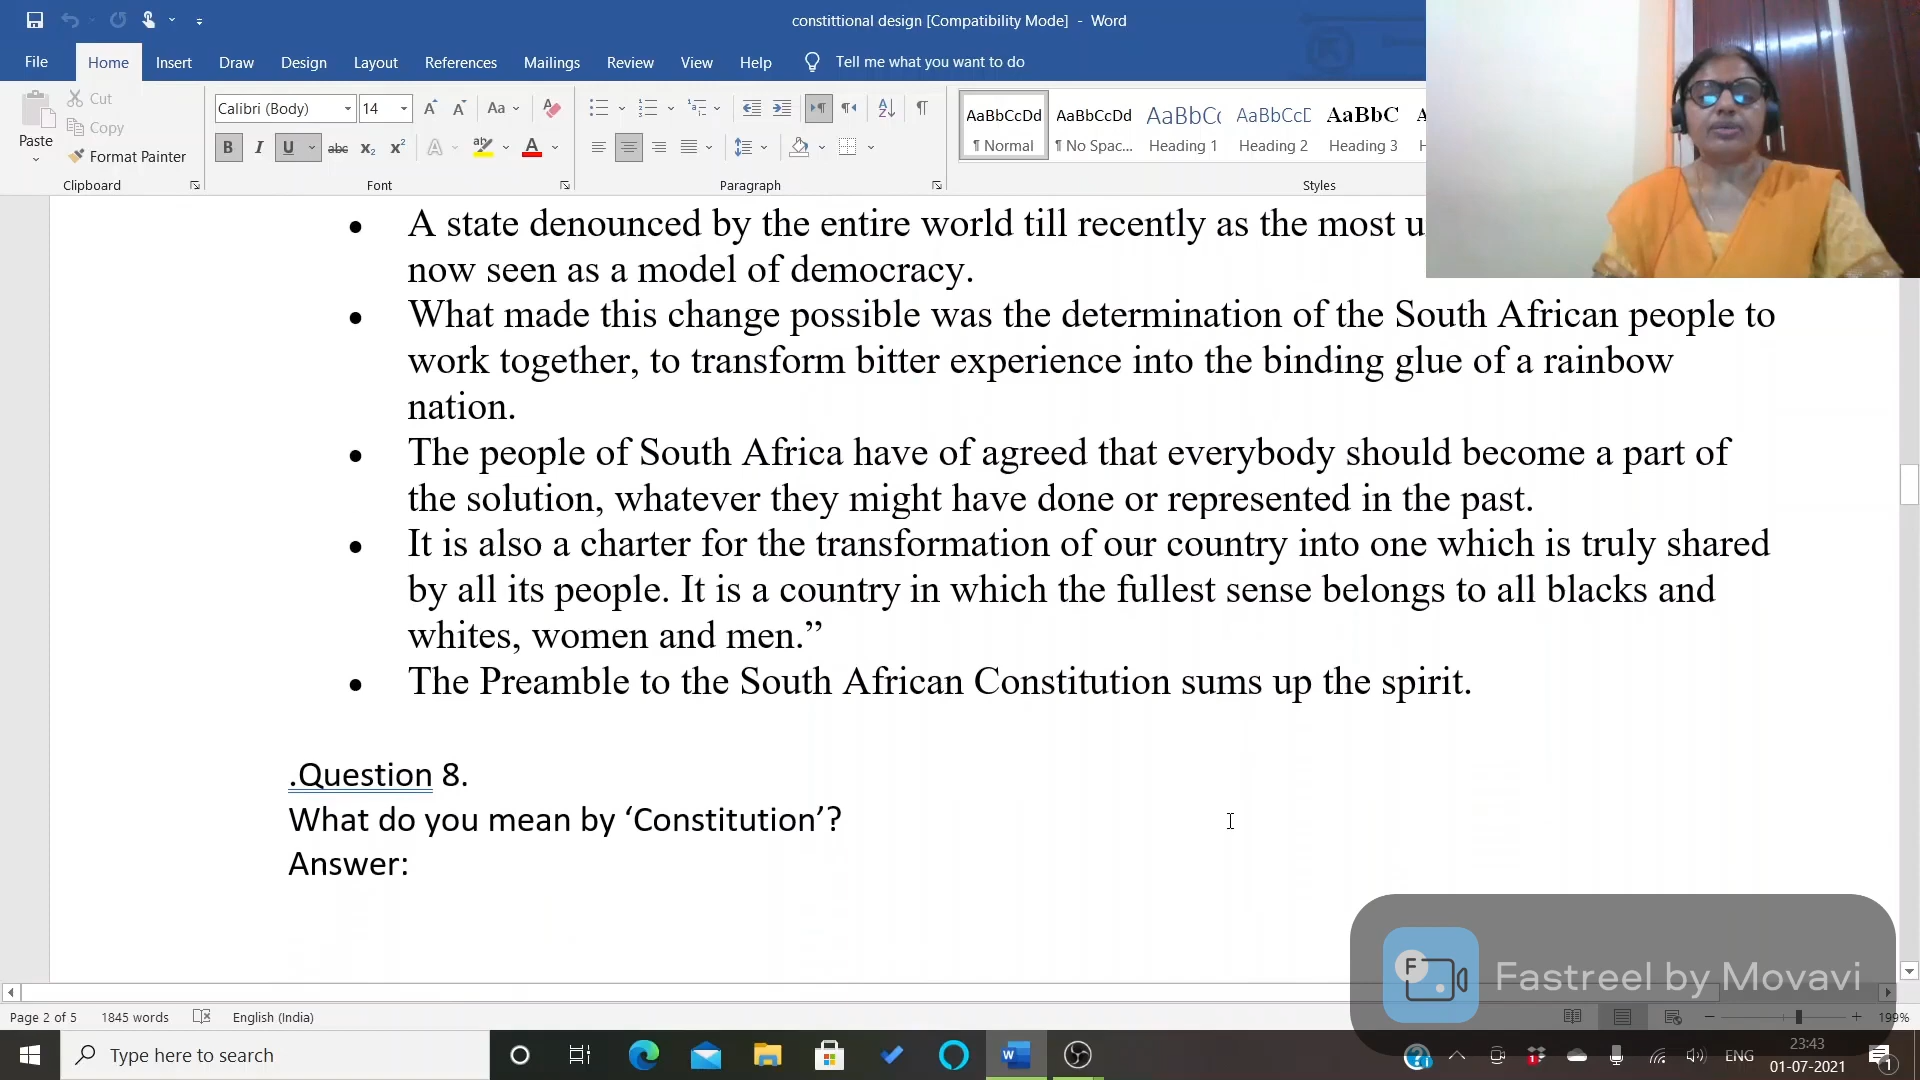 constittional design [Compatibility Mode] - Word
File Home Insert Draw Design Layout References Mailings Review View Help Tell me what you want to do
Paste
Cut
Copy
Format Painter
Clipboard
Calibri (Body) 14
Font
Paragraph
AaBbCcDd AaBbCcDd AaBbCc AaBbCcD AaBbC A
¶ Normal ¶ No Spac... Heading 1 Heading 2 Heading 3 H
Styles
• A state denounced by the entire world till recently as the most u
now seen as a model of democracy.
• What made this change possible was the determination of the South African people to
work together, to transform bitter experience into the binding glue of a rainbow
nation.
• The people of South Africa have of agreed that everybody should become a part of
the solution, whatever they might have done or represented in the past.
• It is also a charter for the transformation of our country into one which is truly shared
by all its people. It is a country in which the fullest sense belongs to all blacks and
whites, women and men.”
• The Preamble to the South African Constitution sums up the spirit.
.Question 8.
What do you mean by ‘Constitution’?
Answer:
Fastreel by Movavi
Page 2 of 5 1845 words English (India) 199%
Type here to search
ENG
23:43
01-07-2021